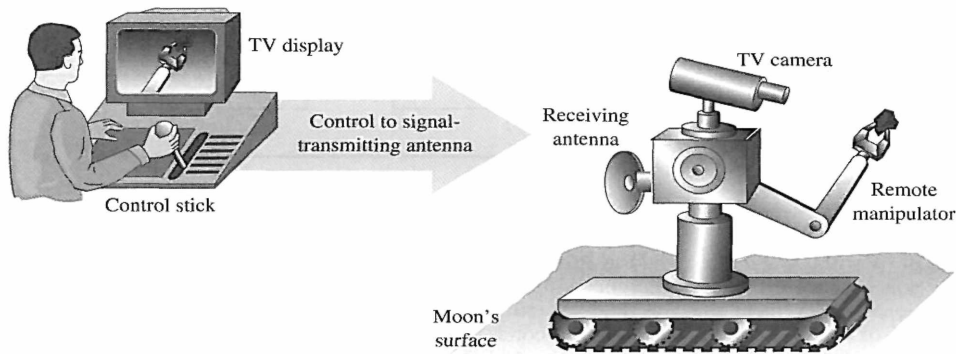 TV display
Control to signal-
transmitting antenna
Control stick
TV camera
Receiving
antenna
Remote
manipulator
Moon's
surface